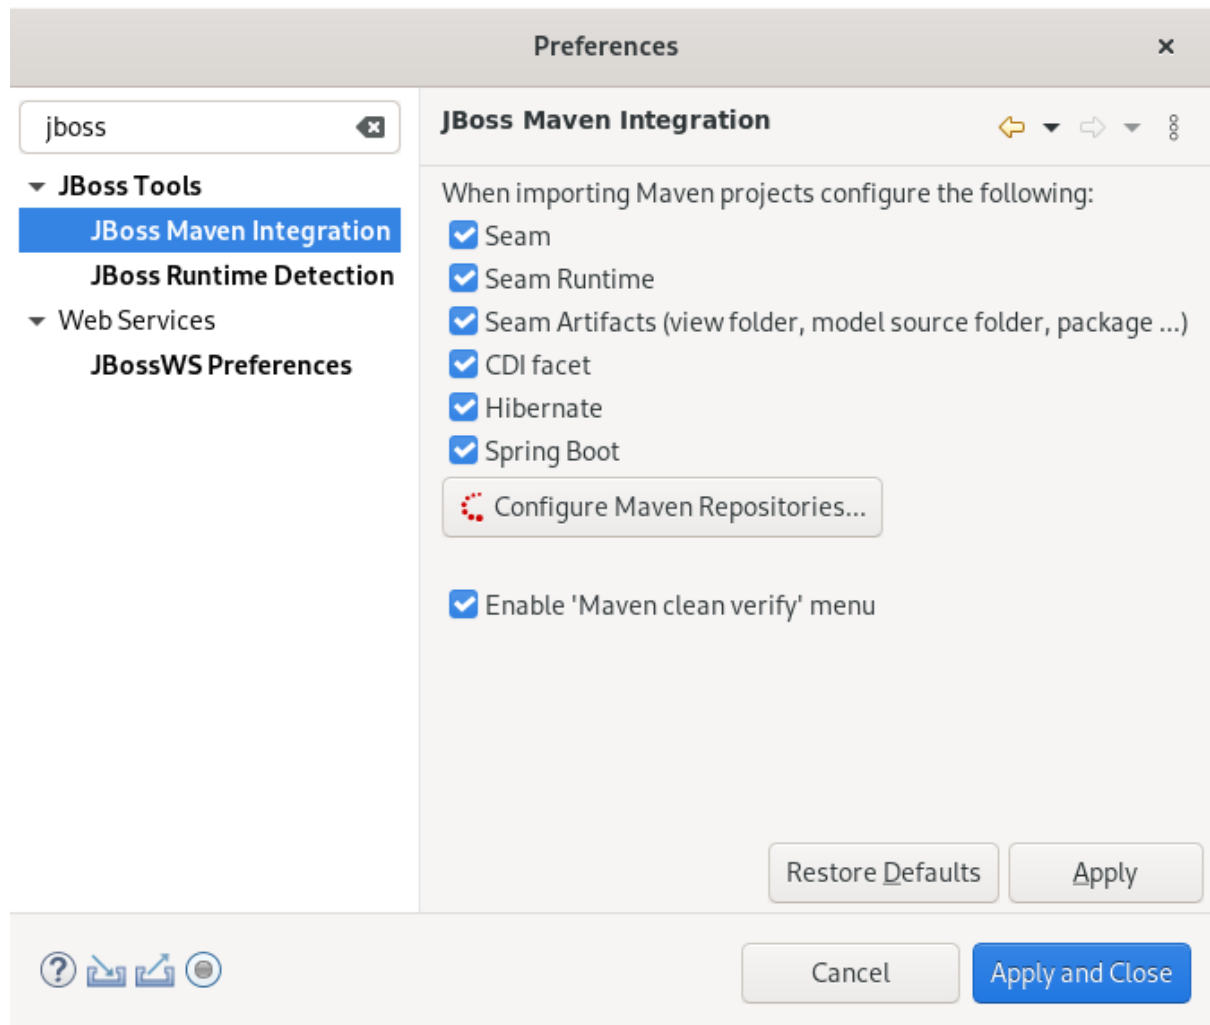 Preferences
jboss
JBoss Tools
JBoss Maven Integration
JBoss Runtime Detection
Web Services
JBossWS Preferences
JBoss Maven Integration
When importing Maven projects configure the following:
Seam
Seam Runtime
Seam Artifacts (view folder, model source folder, package ...)
CDI facet
Hibernate
Spring Boot
Configure Maven Repositories...
Enable 'Maven clean verify' menu
Restore Defaults
Apply
Cancel
Apply and Close